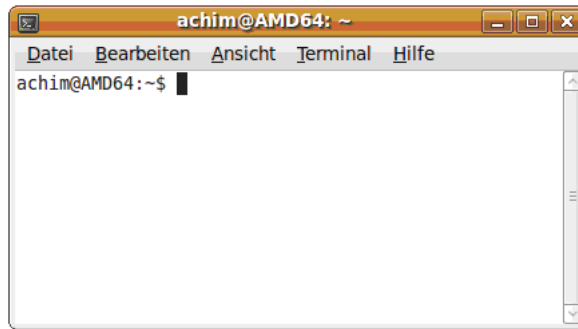 achim@AMD64: ~
Datei Bearbeiten Ansicht Terminal Hilfe
achim@AMD64:~$